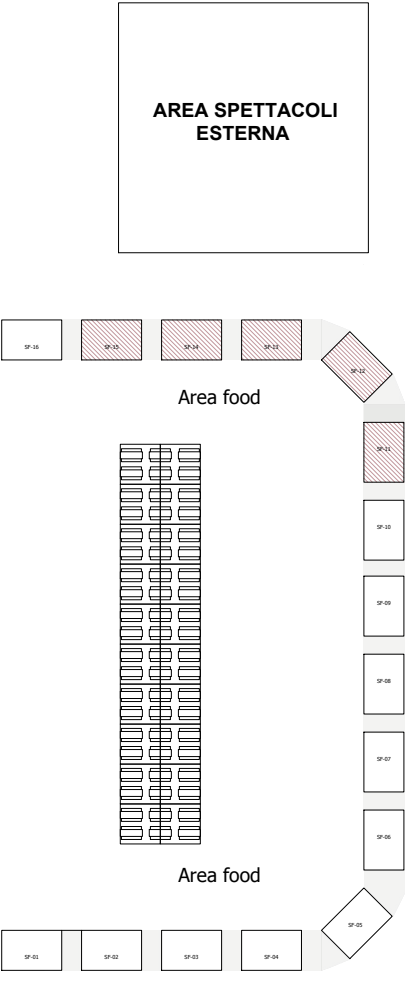 AREA SPETTACOLI
ESTERNA
SF-16
SF-15
SF-14
SF-13
SF-12
Area food
SF-11
SF-10
SF-09
SF-08
SF-07
SF-06
Area food
SF-05
SF-01
SF-02
SF-03
SF-04